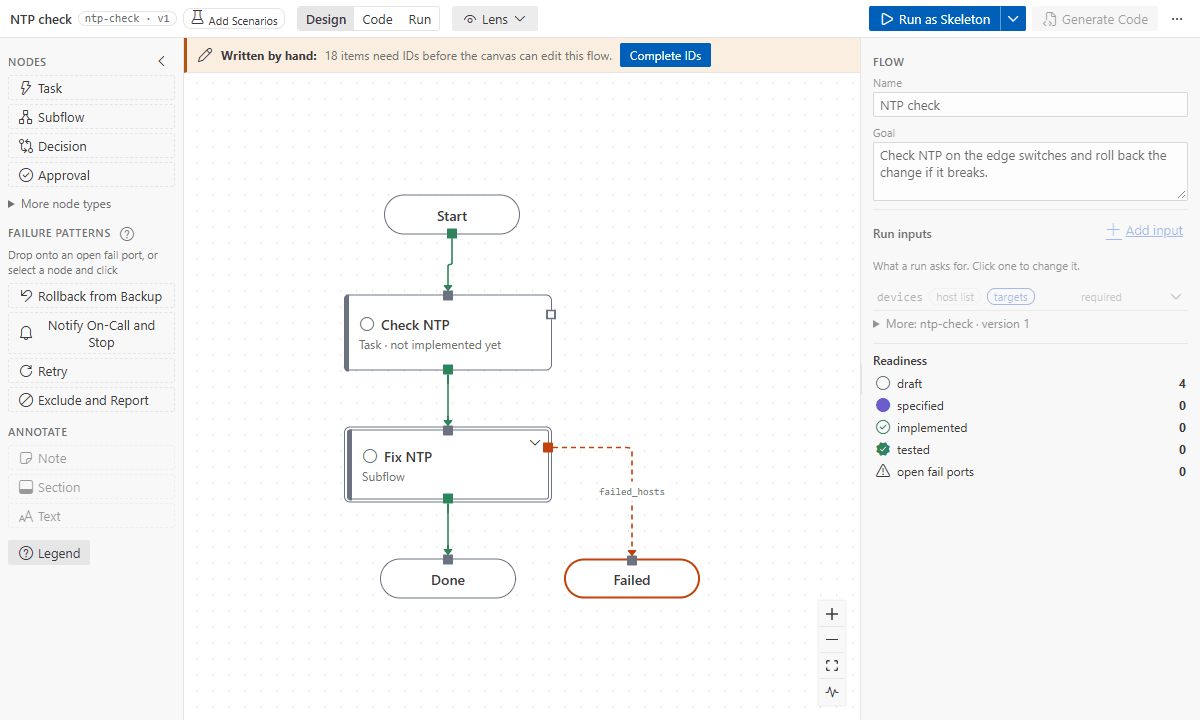 NTP check
ntp-check · v1
Add Scenarios
Design
Code
Run
Lens
Run as Skeleton
Generate Code
NODES
Task
Subflow
Decision
Approval
More node types
FAILURE PATTERNS
Drop onto an open fail port, or
select a node and click
Rollback from Backup
Notify On-Call and
Stop
Retry
Exclude and Report
ANNOTATE
Note
Section
Text
Legend
Written by hand: 18 items need IDs before the canvas can edit this flow.
Complete IDs
Start
Check NTP
Task · not implemented yet
Fix NTP
Subflow
failed_hosts
Done
Failed
FLOW
Name
NTP check
Goal
Check NTP on the edge switches and roll back the
change if it breaks.
Run inputs
Add input
What a run asks for. Click one to change it.
devices host list targets required
More: ntp-check · version 1
Readiness
draft 4
specified 0
implemented 0
tested 0
open fail ports 0